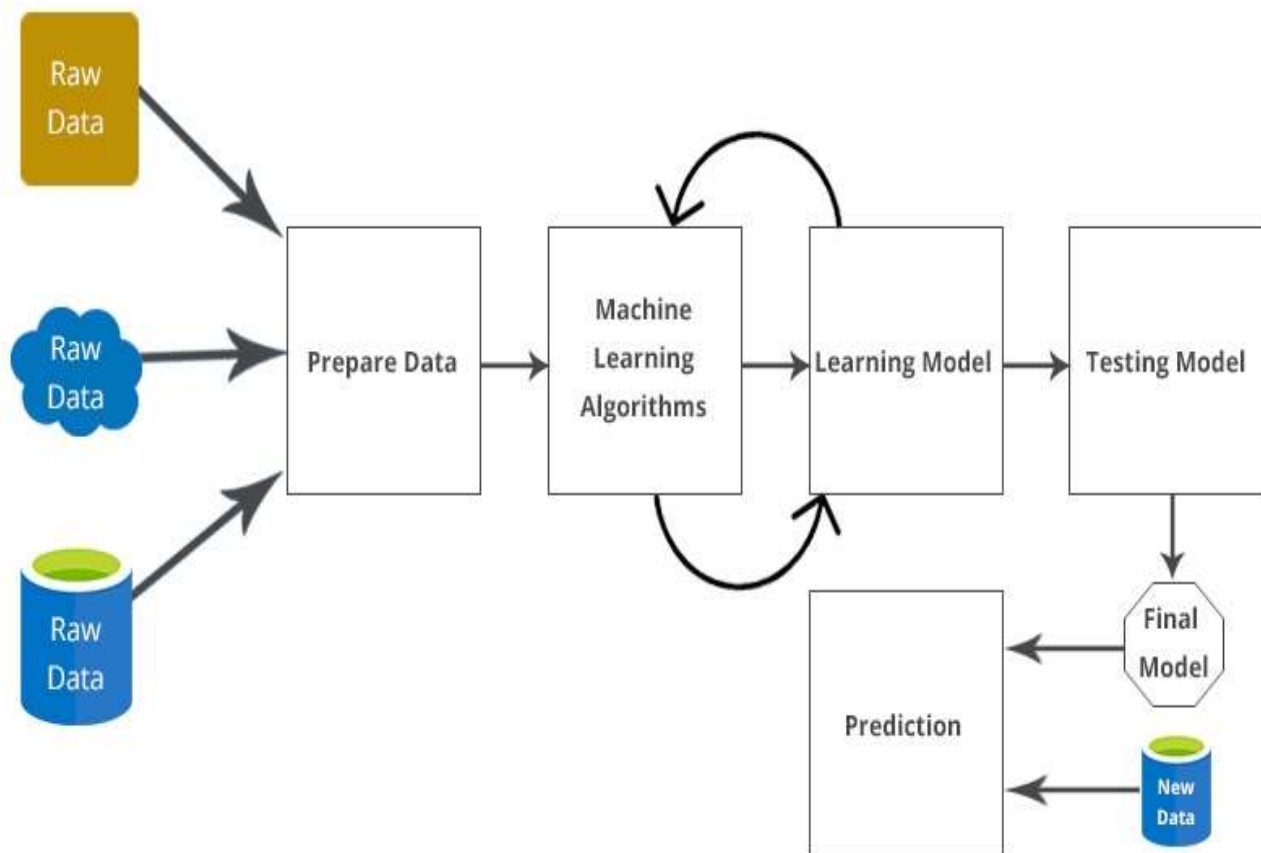 Raw
Data
Raw
Data
Raw
Data
Prepare Data
Machine
Learning
Algorithms
Learning Model
Testing Model
Final
Model
Prediction
New
Data